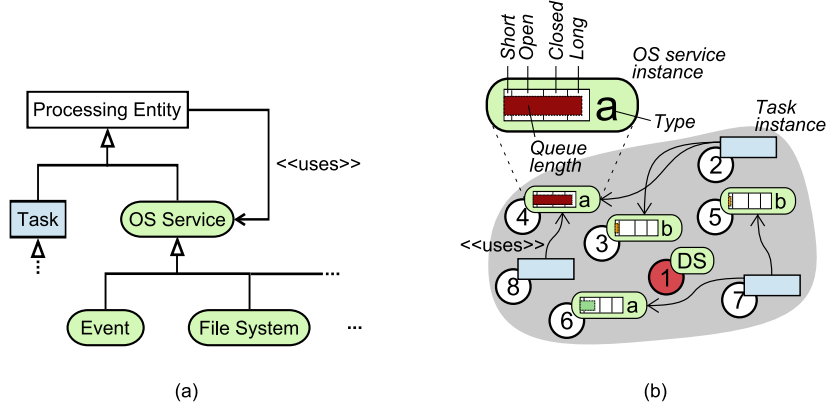 Processing Entity
<<uses>>
Task
OS Service
...
...
Event
File System
...
(a)
Short
Open
Closed
Long
OS service
instance
a
Type
Queue
length
Task
instance
2
4
a
5
b
<<uses>>
3
b
8
1
DS
7
6
a
(b)